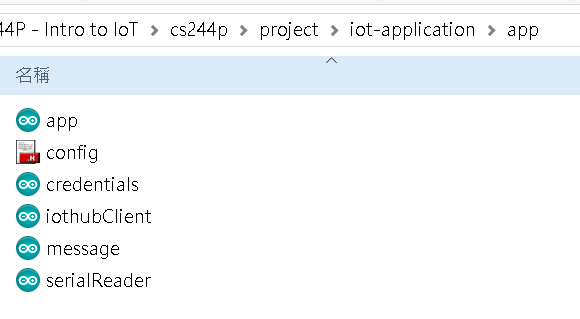 44P - Intro to IoT > cs244p > project > iot-application > app
名稱
app
config
credentials
iothubClient
message
serialReader